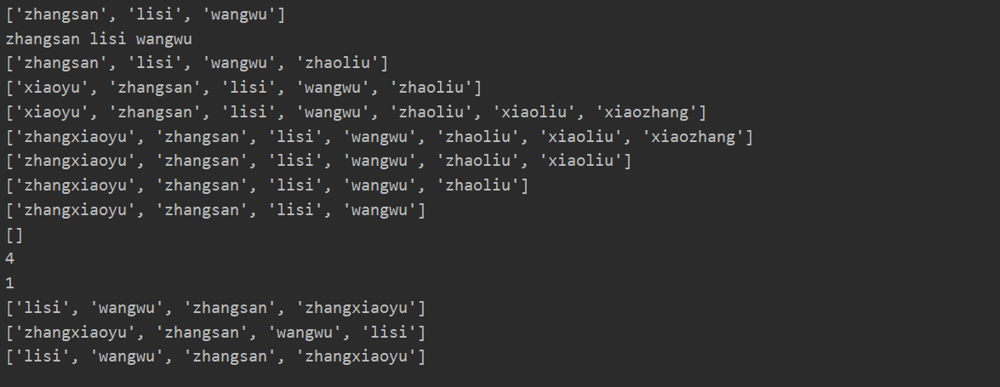 ['zhangsan', 'lisi', 'wangwu']
zhangsan lisi wangwu
['zhangsan', 'lisi', 'wangwu', 'zhaoliu']
['xiaoyu', 'zhangsan', 'lisi', 'wangwu', 'zhaoliu']
['xiaoyu', 'zhangsan', 'lisi', 'wangwu', 'zhaoliu', 'xiaoliu', 'xiaozhang']
['zhangxiaoyu', 'zhangsan', 'lisi', 'wangwu', 'zhaoliu', 'xiaoliu', 'xiaozhang']
['zhangxiaoyu', 'zhangsan', 'lisi', 'wangwu', 'zhaoliu', 'xiaoliu']
['zhangxiaoyu', 'zhangsan', 'lisi', 'wangwu', 'zhaoliu']
['zhangxiaoyu', 'zhangsan', 'lisi', 'wangwu']
[]
4
1
['lisi', 'wangwu', 'zhangsan', 'zhangxiaoyu']
['zhangxiaoyu', 'zhangsan', 'wangwu', 'lisi']
['lisi', 'wangwu', 'zhangsan', 'zhangxiaoyu']